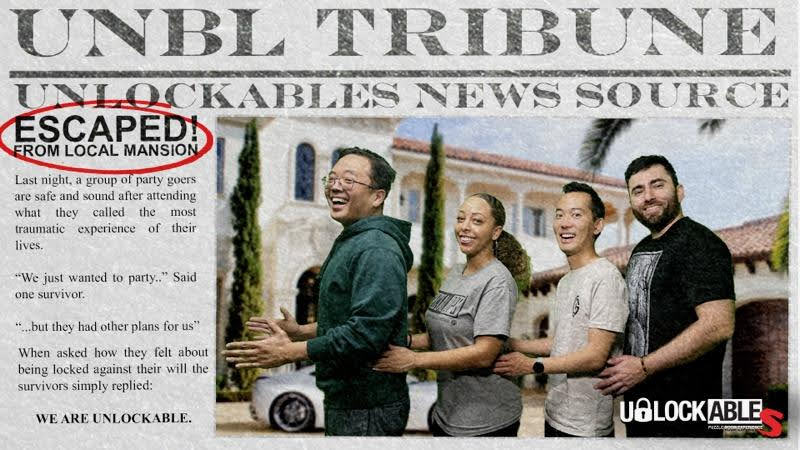 UNBL TRIBUNE
UNLOCKABLES NEWS SOURCE
ESCAPED!
FROM LOCAL MANSION
Last night, a group of party goers
are safe and sound after attending
what they called the most
traumatic experience of their
lives.
“We just wanted to party..” Said
one survivor.
“...but they had other plans for us”
When asked how they felt about
being locked against their will the
survivors simply replied:
WE ARE UNLOCKABLE.
UNLOCKABLES
PUZZLE ROOM EXPERIENCE